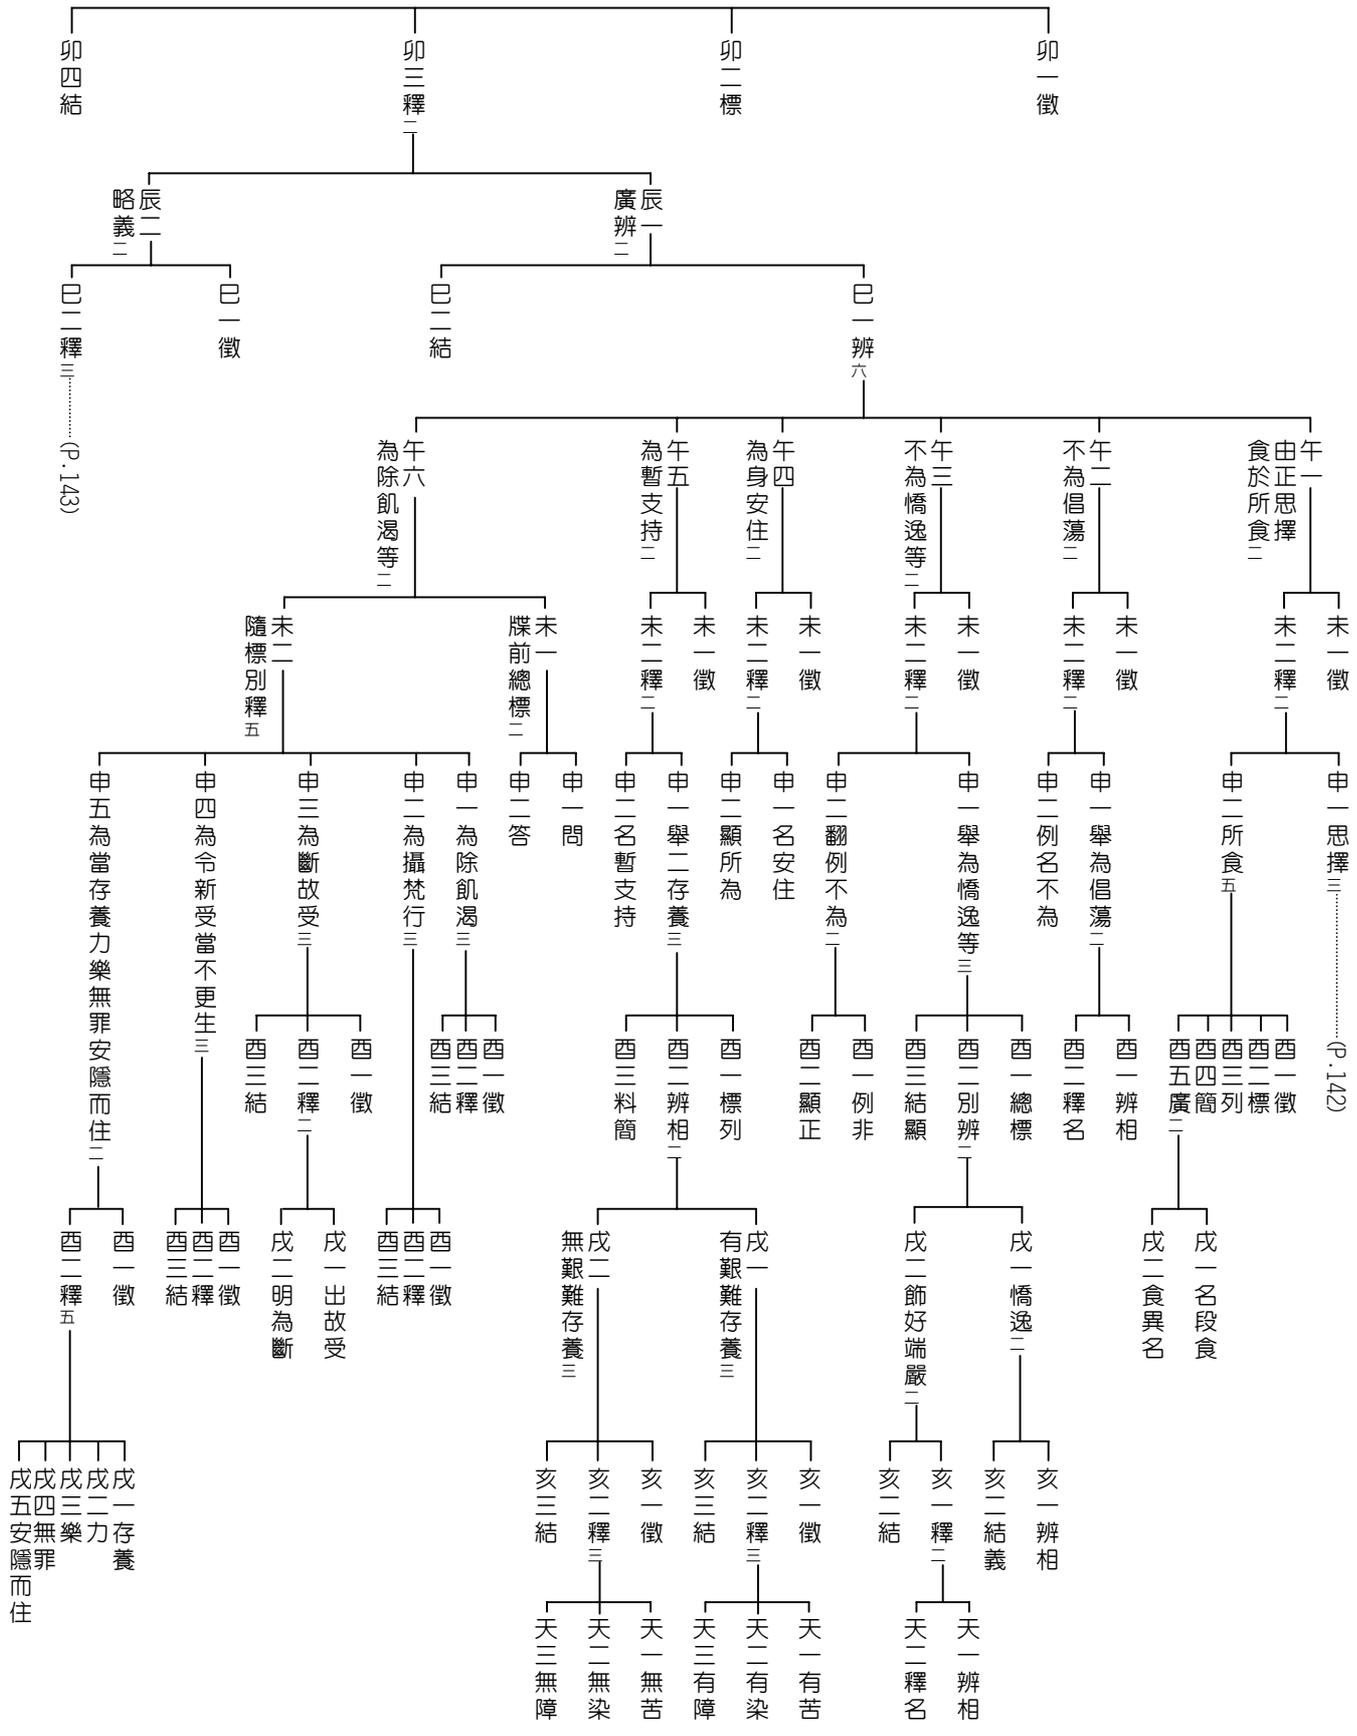 卯一徵
卯二標
卯三釋二
卯四結
辰一
廣辨二
辰二
略義二
巳一辨六
巳二結
巳一徵
巳二釋三
(P.143)
午一
由正思擇
食於所食二
午二
不為倡蕩二
午三
不為憍逸等二
午四
為身安住二
午五
為暫支持二
午六
為除飢渴等二
未一徵
未二釋二
未一徵
未二釋二
未一徵
未二釋二
未一徵
未二釋二
未一徵
未二釋二
未一
牒前總標二
未二
隨標別釋五
申一思擇三
(P.142)
申二所食五
申一舉為倡蕩二
申二例名不為
申一舉為憍逸等三
申二翻例不為二
申一名安住
申二顯所為
申一舉二存養三
申二名暫支持
申一問
申二答
申一為除飢渴三
申二為攝梵行三
申三為斷故受三
申四為令新受當不更生三
申五為當存養力樂無罪安隱而住二
酉一徵
酉二標
酉三列
酉四簡
酉五廣二
酉一辨相
酉二釋名
酉一總標
酉二別辨二
酉三結顯
酉一例非
酉二顯正
酉一標列
酉二辨相二
酉三料簡
酉一徵
酉二釋
酉三結
酉一徵
酉二釋二
酉三結
酉一徵
酉二釋
酉三結
酉一徵
酉二釋
酉三結
酉一徵
酉二釋五
戌一名段食
戌二食異名
戌一憍逸二
戌二飾好端嚴二
戌一
有艱難存養三
戌二
無艱難存養三
戌一出故受
戌二明為斷
戌一存養
戌二力
戌三樂
戌四無罪
戌五安隱而住
亥一辨相
亥二結義
亥一釋二
亥二結
亥一徵
亥二釋三
亥三結
亥一徵
亥二釋三
亥三結
天一辨相
天二釋名
天一有苦
天二有染
天三有障
天一無苦
天二無染
天三無障